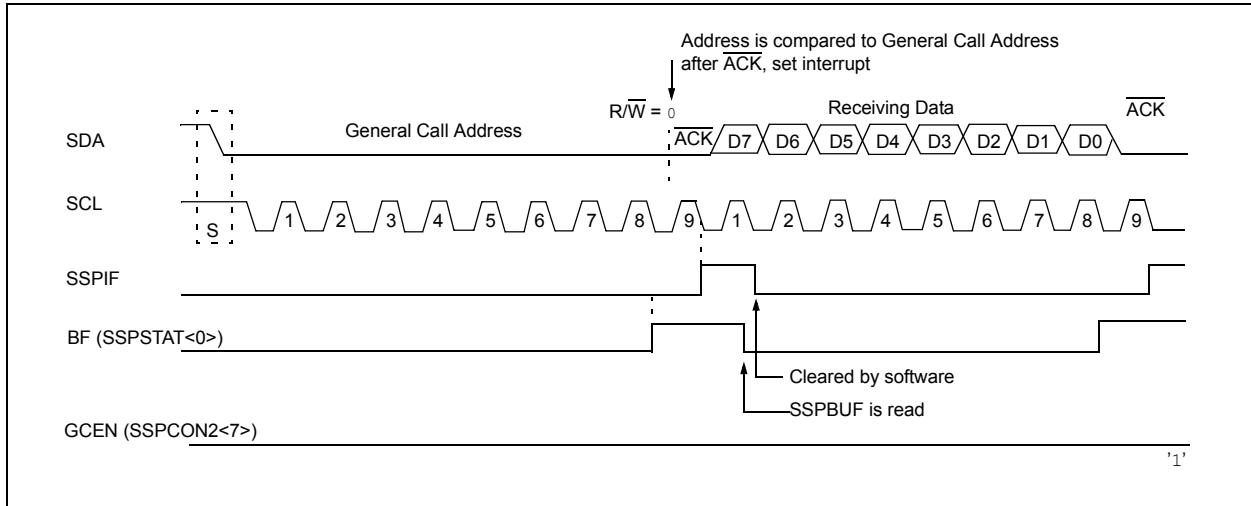 Address is compared to General Call Address
after ACK, set interrupt
R/W = 0
Receiving Data
ACK
SDA
General Call Address
ACK
D7 D6 D5 D4 D3 D2 D1 D0
SCL
S
1 2 3 4 5 6 7 8 9 1 2 3 4 5 6 7 8 9
SSPIF
BF (SSPSTAT<0>)
Cleared by software
SSPBUF is read
GCEN (SSPCON2<7>)
'1'